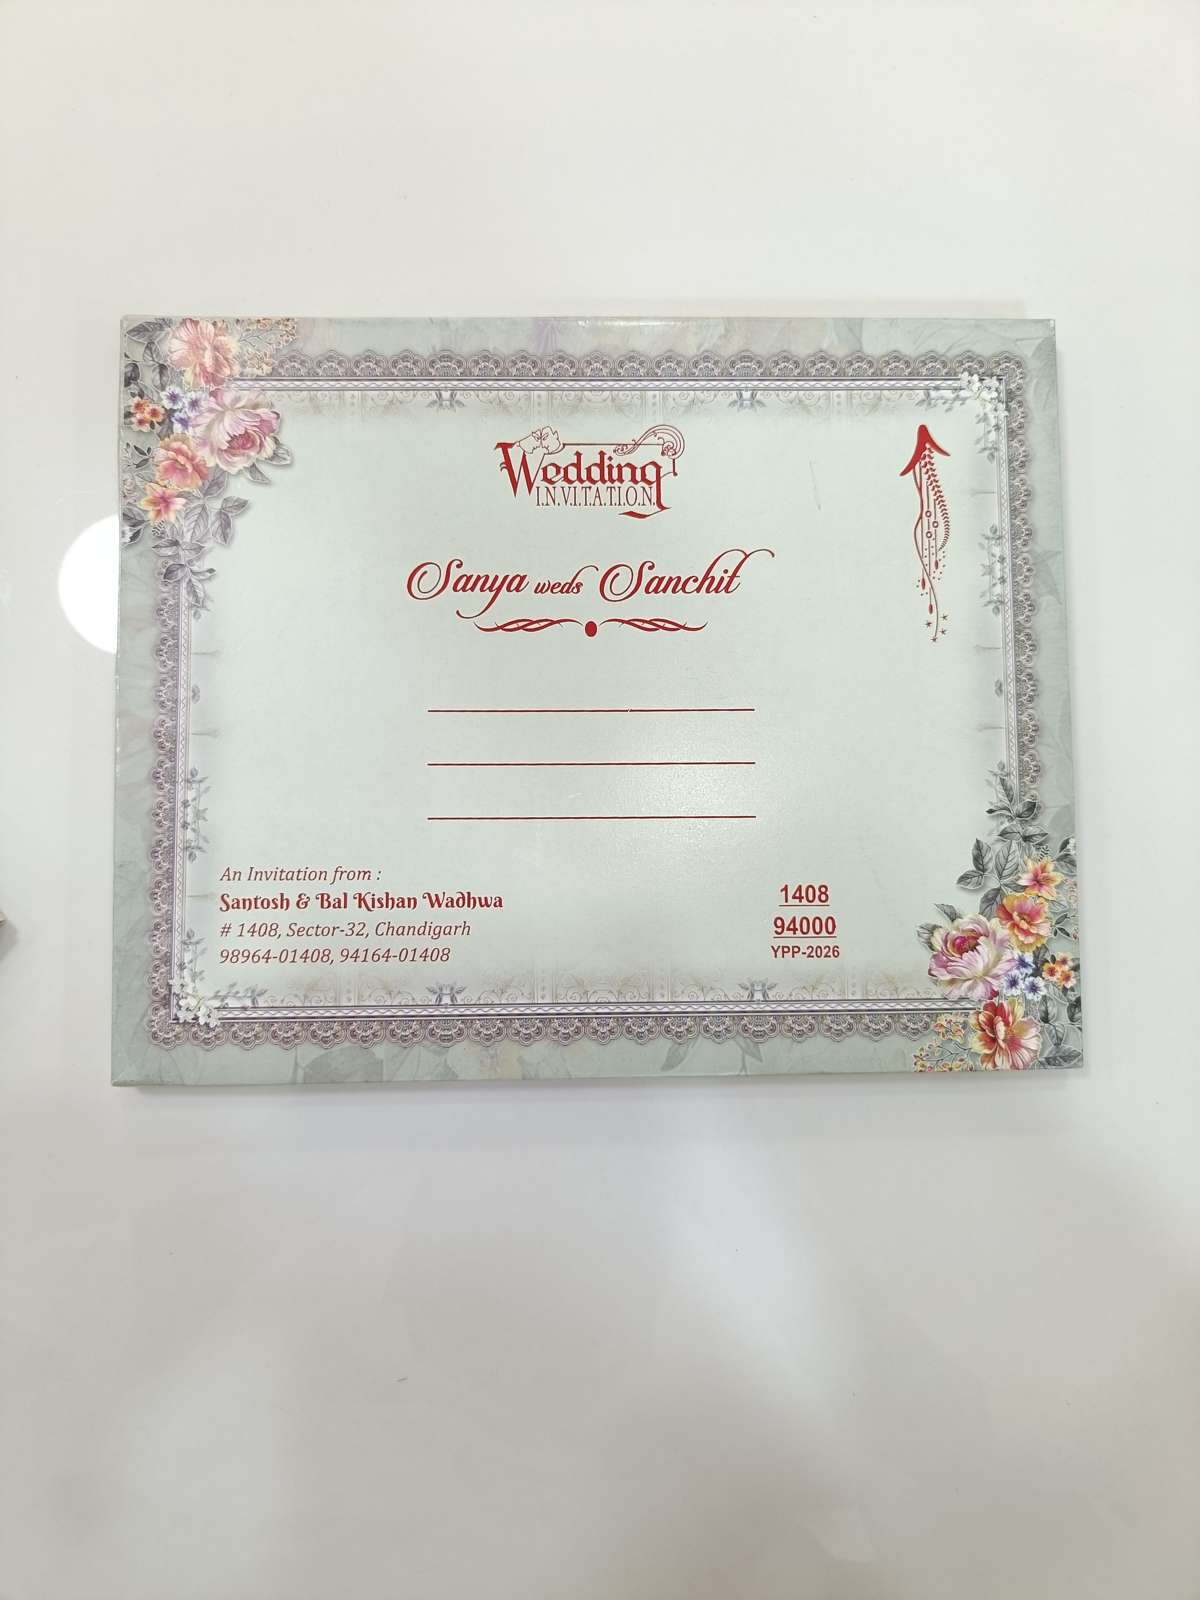 Wedding
I.N.V.I.T.A.T.I.O.N.
Sanya weds Sanchit
An Invitation from :
Santosh & Bal Kishan Wadhwa
# 1408, Sector-32, Chandigarh
98964-01408, 94164-01408
1408
94000
YPP-2026